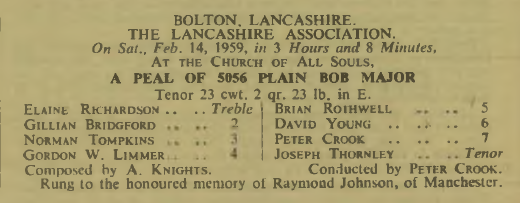 BOLTON, LANCASHIRE.
THE LANCASHIRE ASSOCIATION.
On Sat., Feb. 14, 1959, in 3 Hours and 8 Minutes,
AT THE CHURCH OF ALL SOULS,
A PEAL OF 5056 PLAIN BOB MAJOR
Tenor 23 cwt. 2 qr. 23 lb. in E.
ELAINE RICHARDSON .. .. Treble
GILLIAN BRIDGFORD .. .. 2
NORMAN TOMPKINS .. .. 3
GORDON W. LIMMER .. .. 4
BRIAN ROTHWELL .. .. 5
DAVID YOUNG .. .. .. 6
PETER CROOK .. .. .. 7
JOSEPH THORNLEY .. .. Tenor
Composed by A. KNIGHTS. Conducted by PETER CROOK.
Rung to the honoured memory of Raymond Johnson, of Manchester.